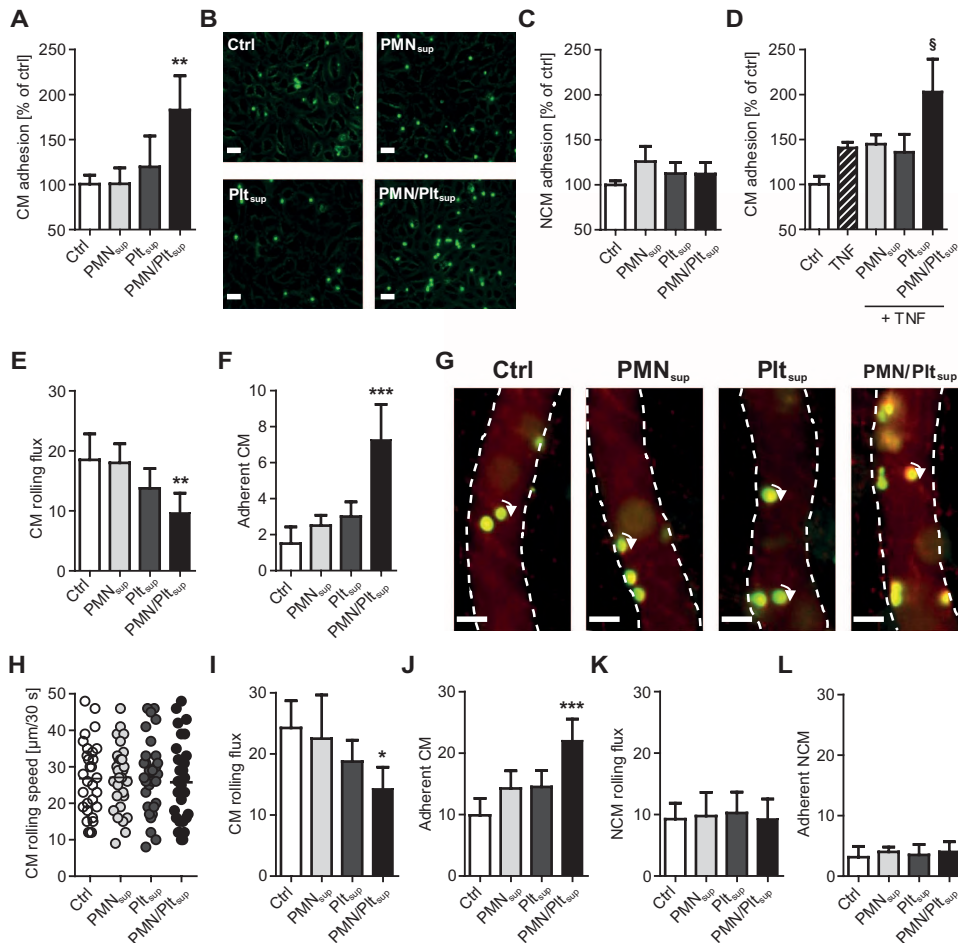 A
CM adhesion [% of ctrl]
250
200
150
100
50
**
Ctrl
PMNsup
Pltsup
PMN/Pltsup
B
Ctrl
PMNsup
Pltsup
PMN/Pltsup
C
NCM adhesion [% of ctrl]
250
200
150
100
50
Ctrl
PMNsup
Pltsup
PMN/Pltsup
D
CM adhesion [% of ctrl]
250
200
150
100
50
§
Ctrl
TNF
PMNsup
Pltsup
PMN/Pltsup
+ TNF
E
CM rolling flux
30
20
10
0
**
Ctrl
PMNsup
Pltsup
PMN/Pltsup
F
Adherent CM
10
8
6
4
2
0
***
Ctrl
PMNsup
Pltsup
PMN/Pltsup
G
Ctrl
PMNsup
Pltsup
PMN/Pltsup
H
CM rolling speed [µm/30 s]
50
40
30
20
10
0
Ctrl
PMNsup
Pltsup
PMN/Pltsup
I
CM rolling flux
30
20
10
0
*
Ctrl
PMNsup
Pltsup
PMN/Pltsup
J
Adherent CM
30
20
10
0
***
Ctrl
PMNsup
Pltsup
PMN/Pltsup
K
NCM rolling flux
30
20
10
0
Ctrl
PMNsup
Pltsup
PMN/Pltsup
L
Adherent NCM
30
20
10
0
Ctrl
PMNsup
Pltsup
PMN/Pltsup